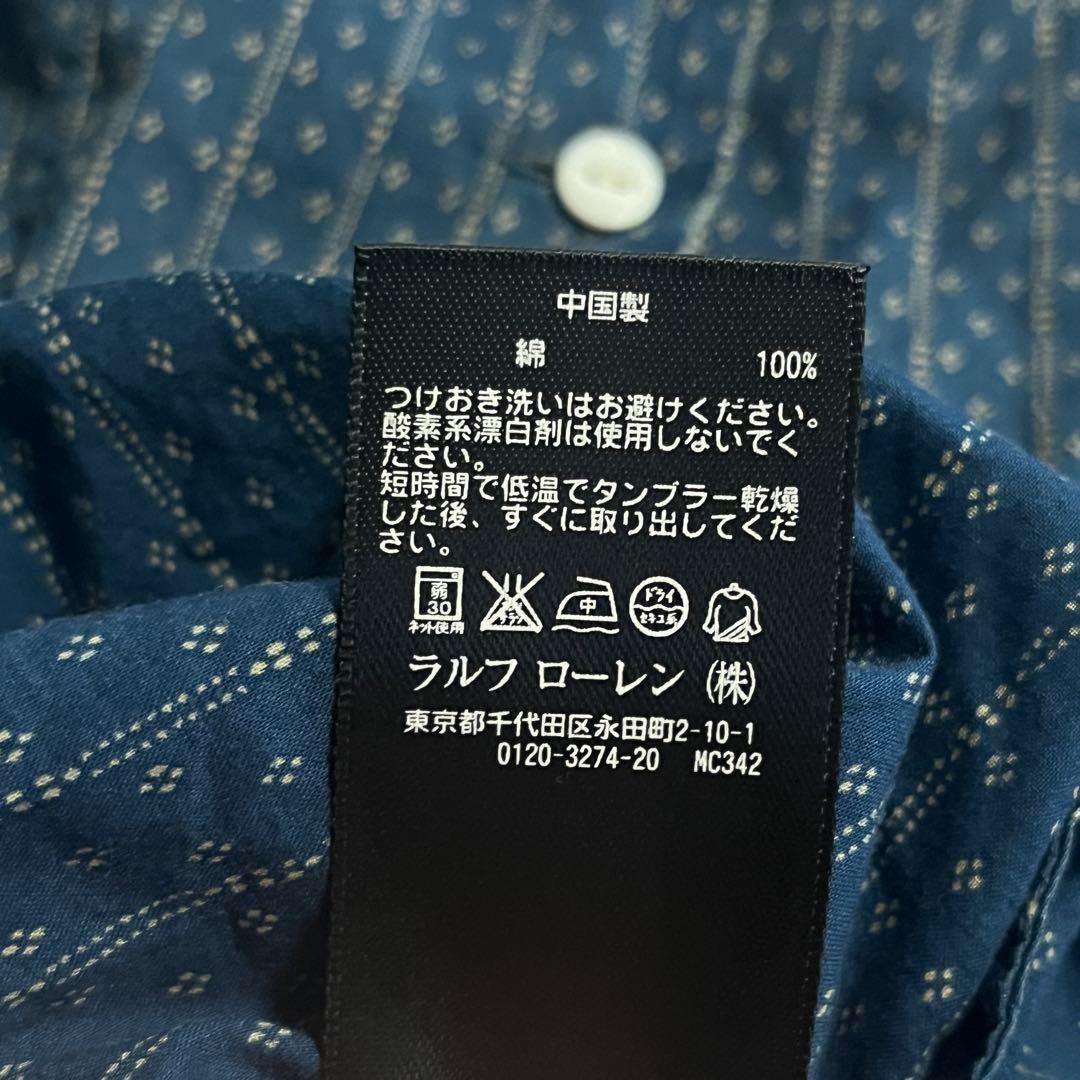 中国製
綿 100%
つけおき洗いはお避けください。
酸素系漂白剤は使用しないでく
ださい。
短時間で低温でタンブラー乾燥
した後、すぐに取り出してくだ
さい。
弱 30 中 ドライ セキユ系
ネット使用
ラルフ ローレン (株)
東京都千代田区永田町2-10-1
0120-3274-20 MC342